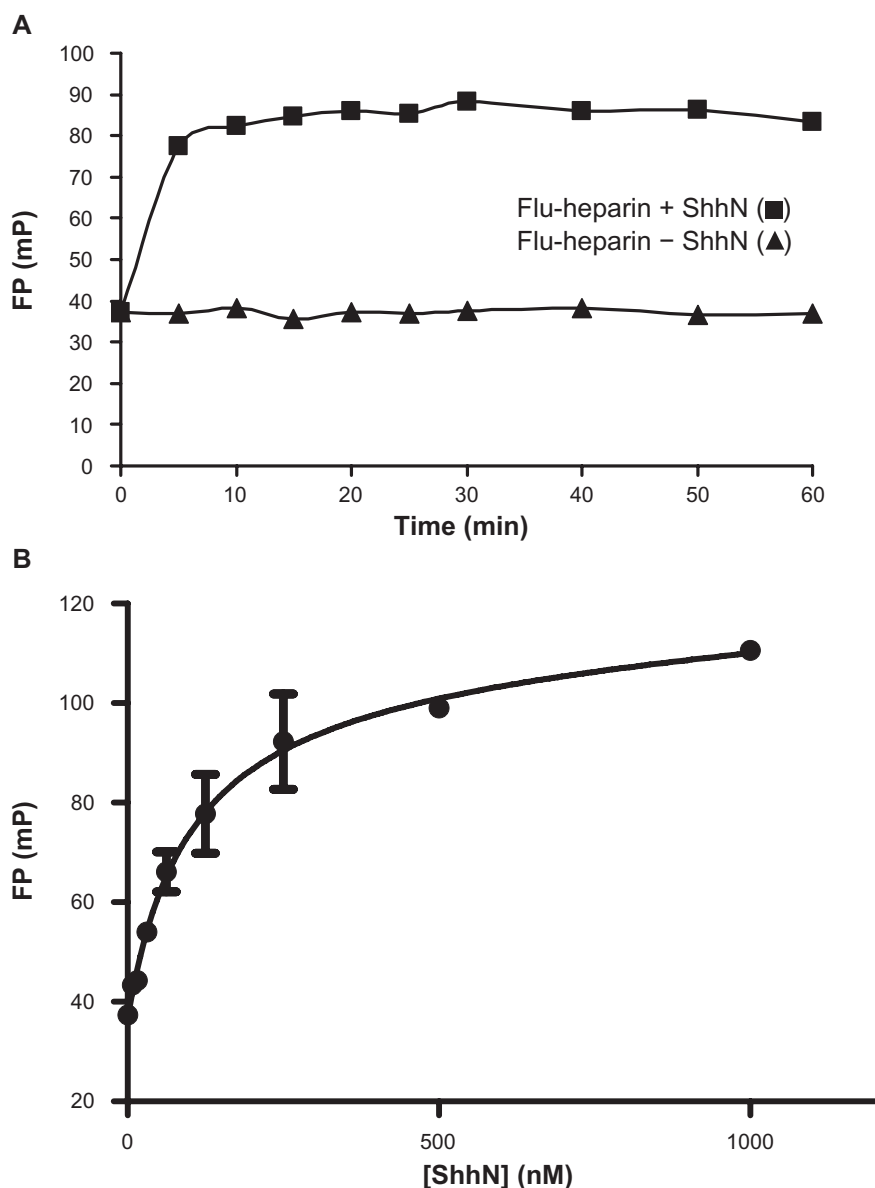 A
100
90
80
70
60
50
40
30
20
10
0
FP (mP)
Flu-heparin + ShhN (■)
Flu-heparin − ShhN (▲)
0 10 20 30 40 50 60
Time (min)
B
120
100
80
60
40
20
FP (mP)
0 500 1000
[ShhN] (nM)